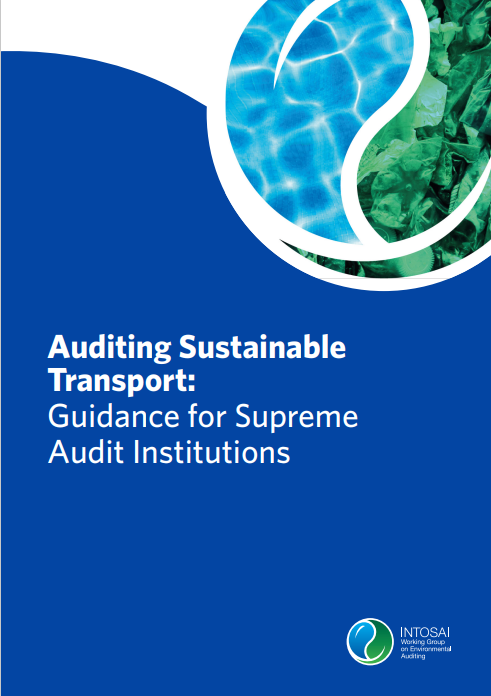 Auditing Sustainable
Transport:
Guidance for Supreme
Audit Institutions
INTOSAI
Working Group
on Environmental
Auditing